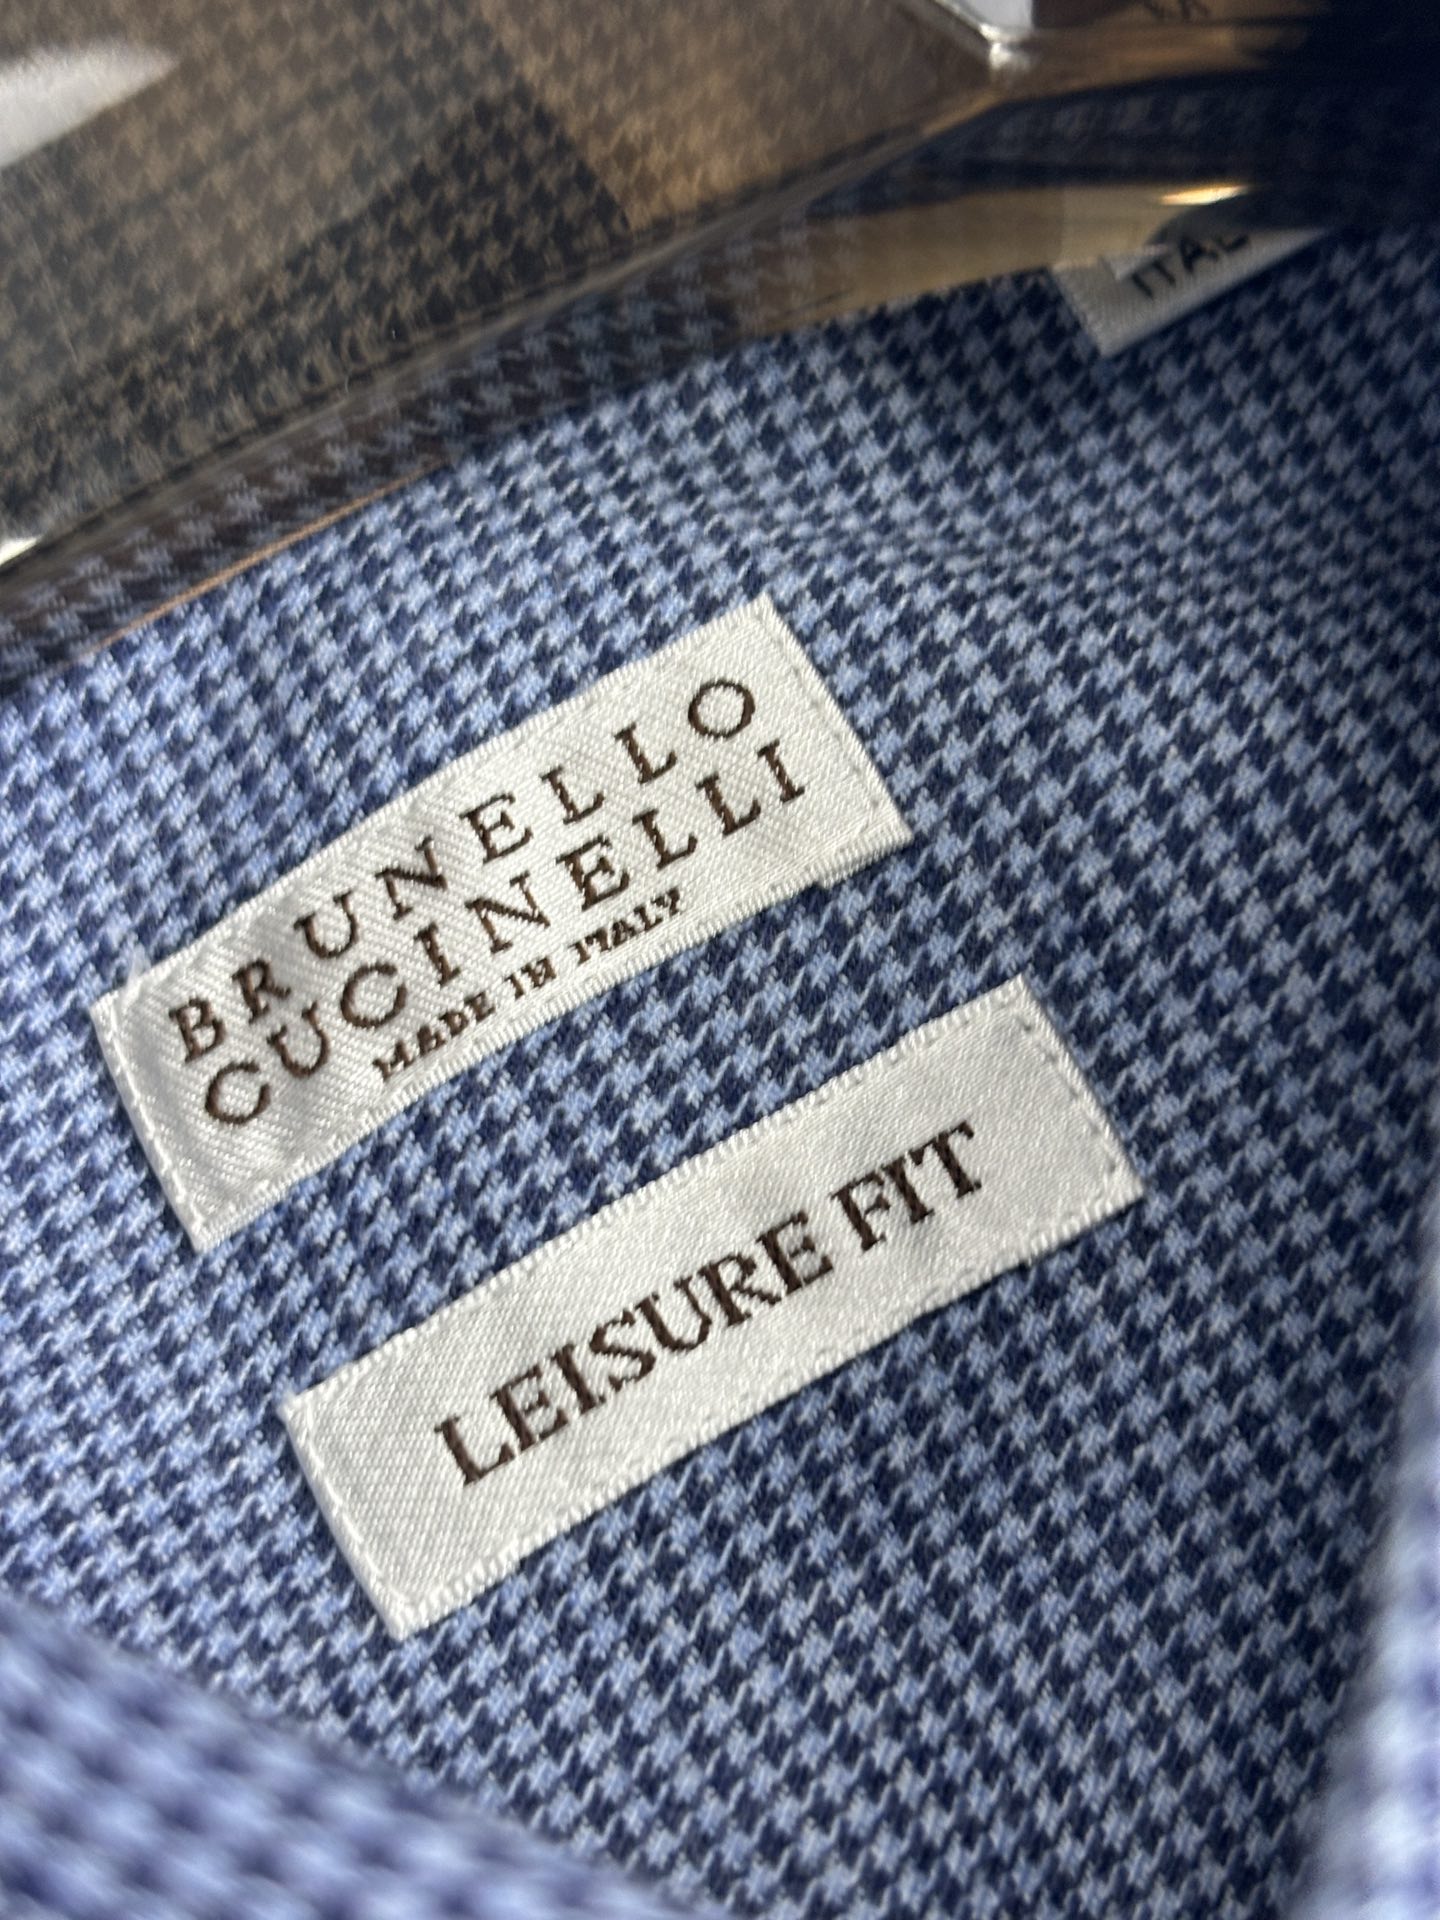 BRUNELLO
CUCINELLI
MADE IN ITALY
LEISURE FIT